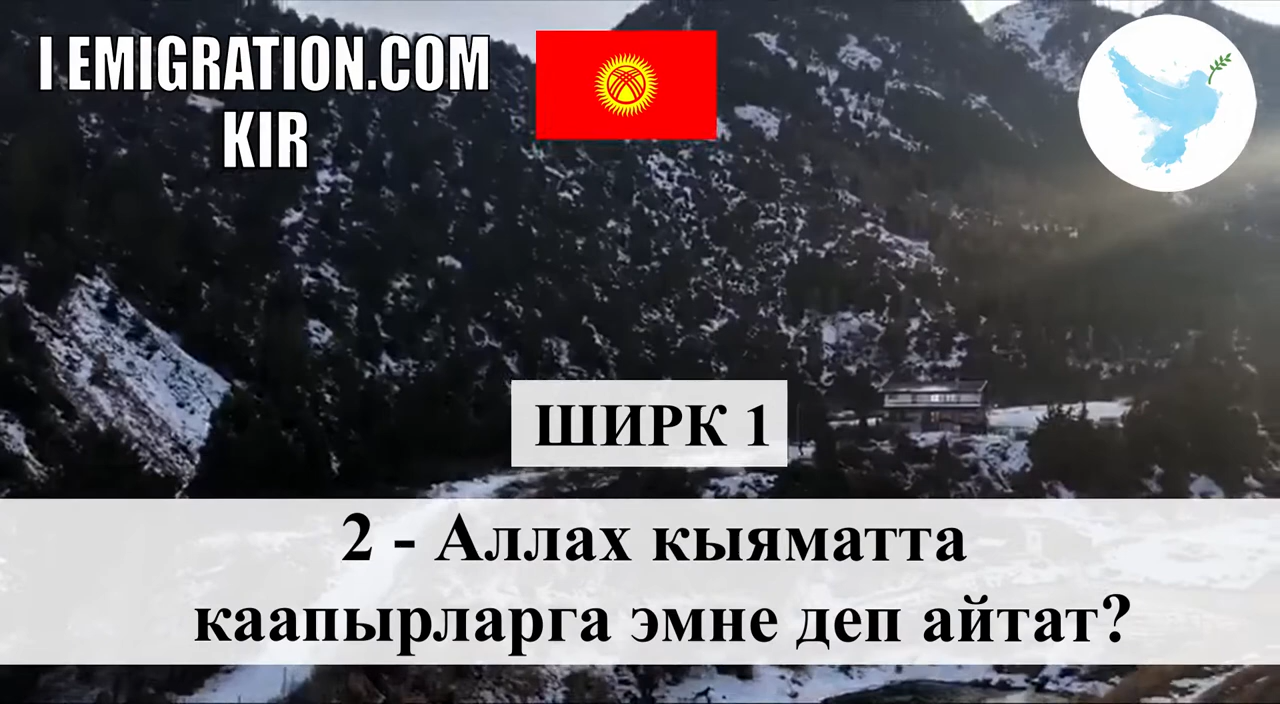 I EMIGRATION.COM
KIR
ШИРК 1
2 - Аллах кыяматта
каапырларга эмне деп айтат?